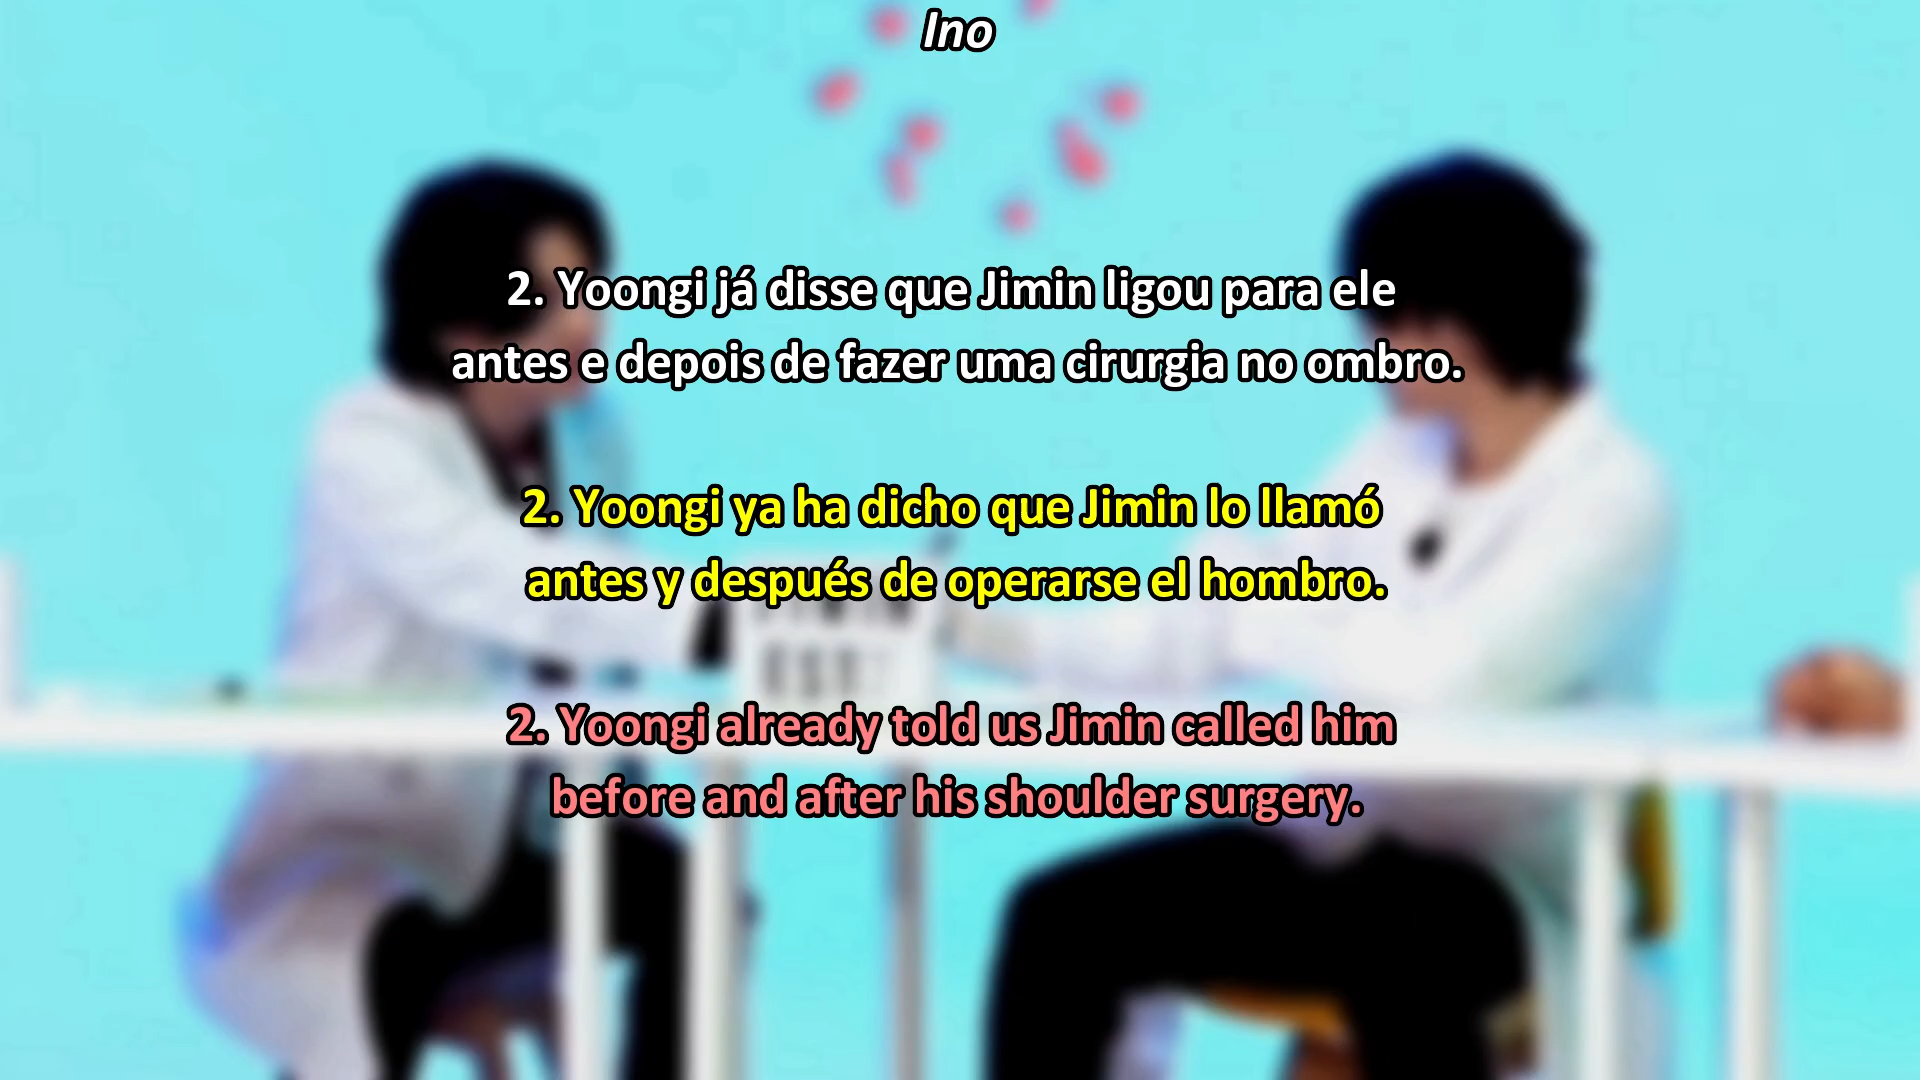 Ino
2. Yoongi já disse que Jimin ligou para ele
antes e depois de fazer uma cirurgia no ombro.
2. Yoongi ya ha dicho que Jimin lo llamó
antes y después de operarse el hombro.
2. Yoongi already told us Jimin called him
before and after his shoulder surgery.